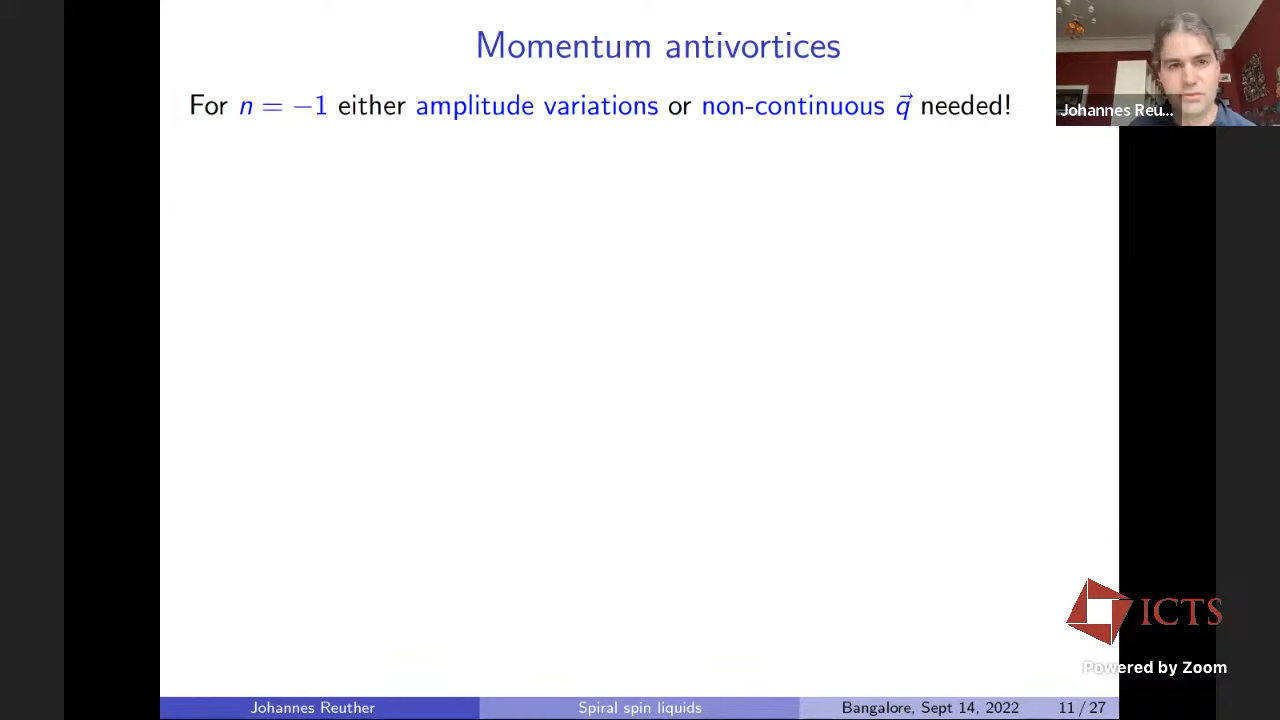 Momentum antivortices
For n = −1 either amplitude variations or non-continuous q⃗ needed!
Johannes Reu...
ICTS
Powered by Zoom
Johannes Reuther
Spiral spin liquids
Bangalore, Sept 14, 2022
11 / 27